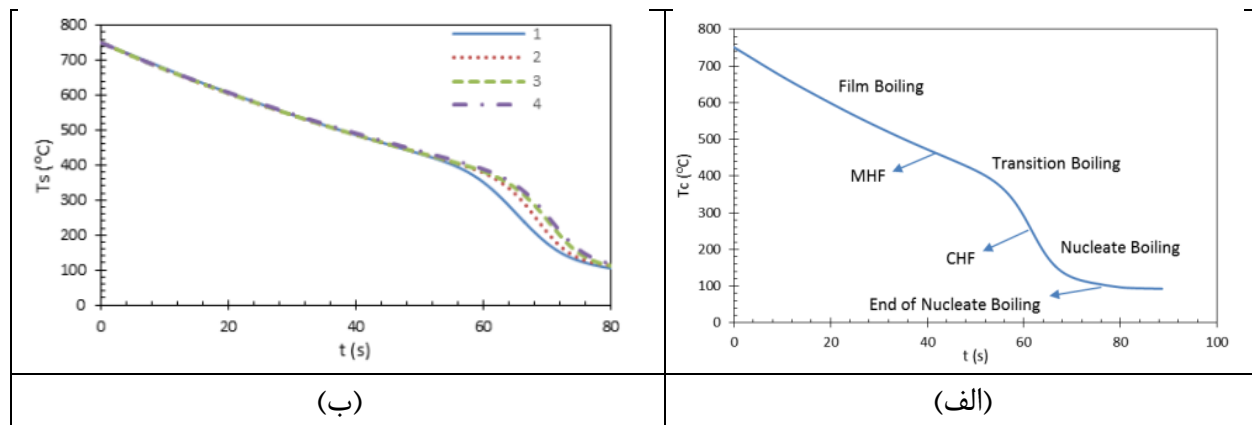 800
700
600
500
400
300
200
100
0
Ts (°C)
0 20 40 60 80
t (s)
1
2
3
4
800
700
600
500
400
300
200
100
0
Tc (°C)
0 20 40 60 80 100
t (s)
Film Boiling
MHF
Transition Boiling
CHF
Nucleate Boiling
End of Nucleate Boiling
(ب)
(الف)